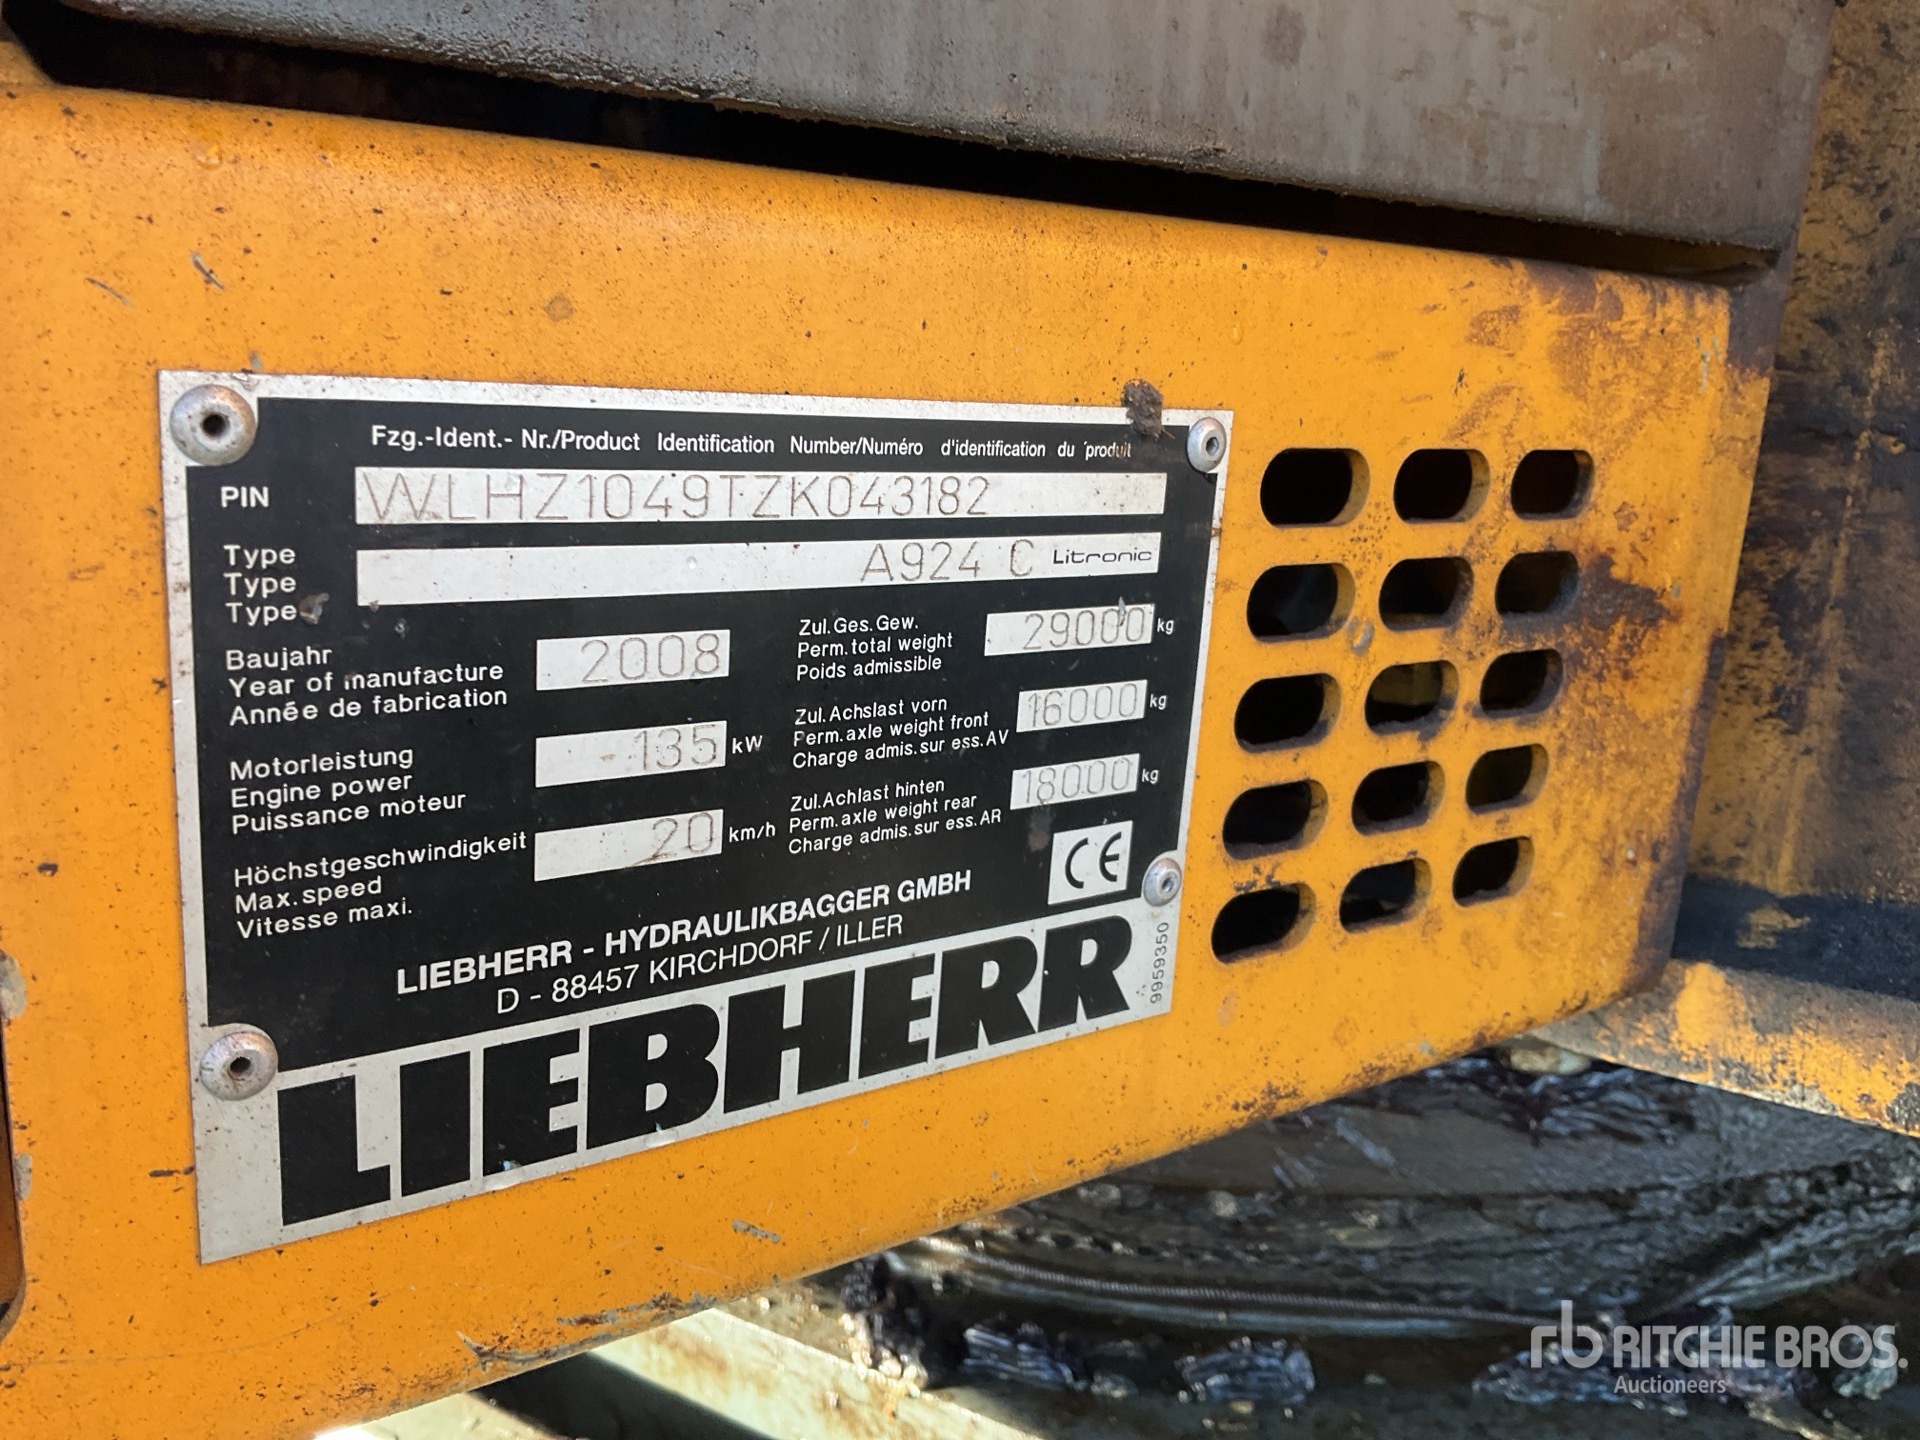 Fzg.-Ident.- Nr./Product Identification Number/Numéro d'identification du produit
PIN WLHZ1049TZK043182
Type
Type
Type
A924 C Litronic
Baujahr
Year of manufacture
Année de fabrication
2008
Zul.Ges.Gew.
Perm.total weight
Poids admissible
29000 kg
Motorleistung
Engine power
Puissance moteur
135 kW
Zul.Achslast vorn
Perm.axle weight front
Charge admis.sur ess.AV
16000 kg
Höchstgeschwindigkeit
Max.speed
Vitesse maxi.
20 km/h
Zul.Achlast hinten
Perm.axle weight rear
Charge admis.sur ess.AR
18000 kg
CE
LIEBHERR - HYDRAULIKBAGGER GMBH
D - 88457 KIRCHDORF / ILLER
LIEBHERR
9959350
rb RITCHIE BROS.
Auctioneers